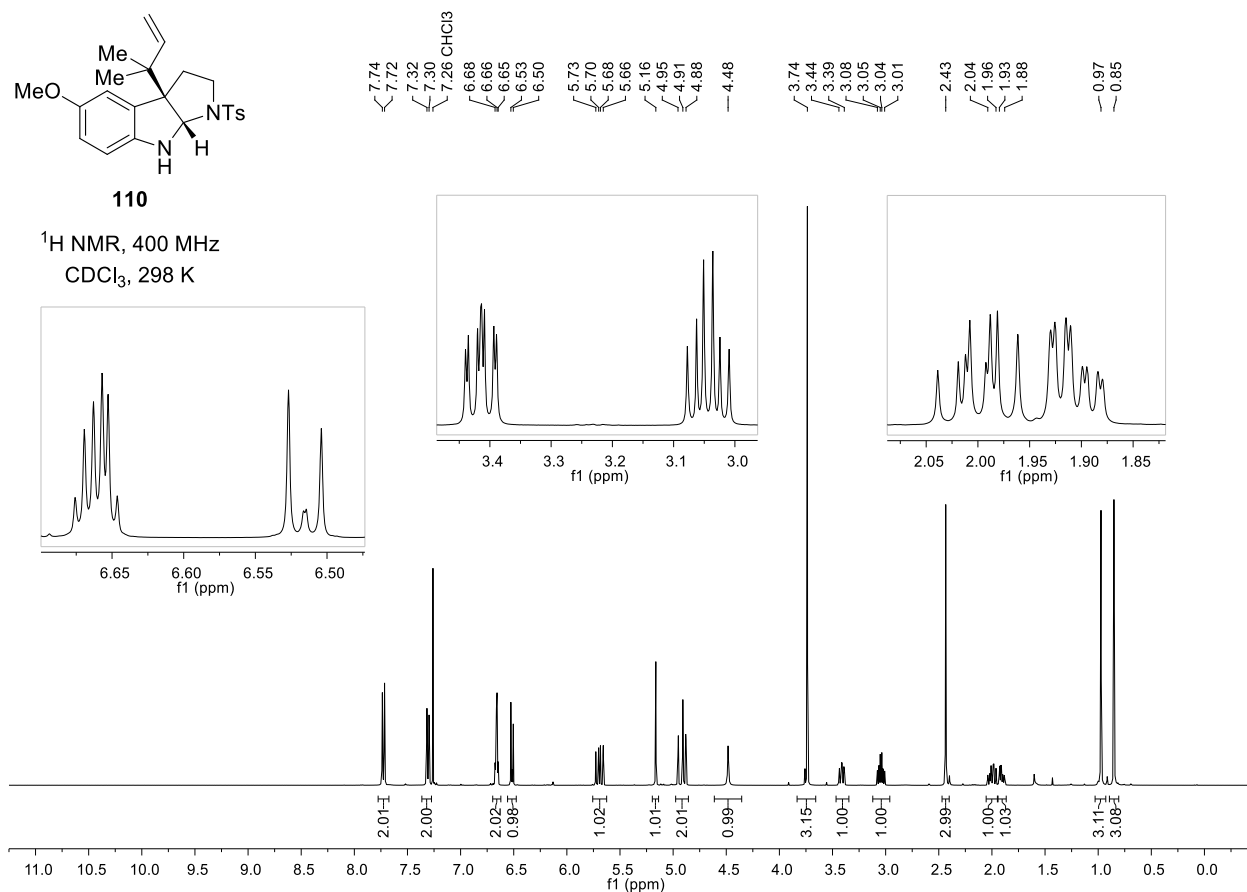 Me
Me
MeO
NTs
N
H
H
110
¹H NMR, 400 MHz
CDCl₃, 298 K
7.74
7.72
7.32
7.30
7.26 CHCl3
6.68
6.66
6.65
6.53
6.50
5.73
5.70
5.68
5.66
5.16
4.95
4.91
4.88
4.48
3.74
3.44
3.39
3.08
3.05
3.04
3.01
2.43
2.04
1.96
1.93
1.88
0.97
0.85
6.65 6.60 6.55 6.50
f1 (ppm)
3.4 3.3 3.2 3.1 3.0
f1 (ppm)
2.05 2.00 1.95 1.90 1.85
f1 (ppm)
2.01
2.00
2.02
0.98
1.02
1.01
2.01
0.99
3.15
1.00
1.00
2.99
1.00
1.03
3.11
3.08
11.0 10.5 10.0 9.5 9.0 8.5 8.0 7.5 7.0 6.5 6.0 5.5 5.0 4.5 4.0 3.5 3.0 2.5 2.0 1.5 1.0 0.5 0.0
f1 (ppm)